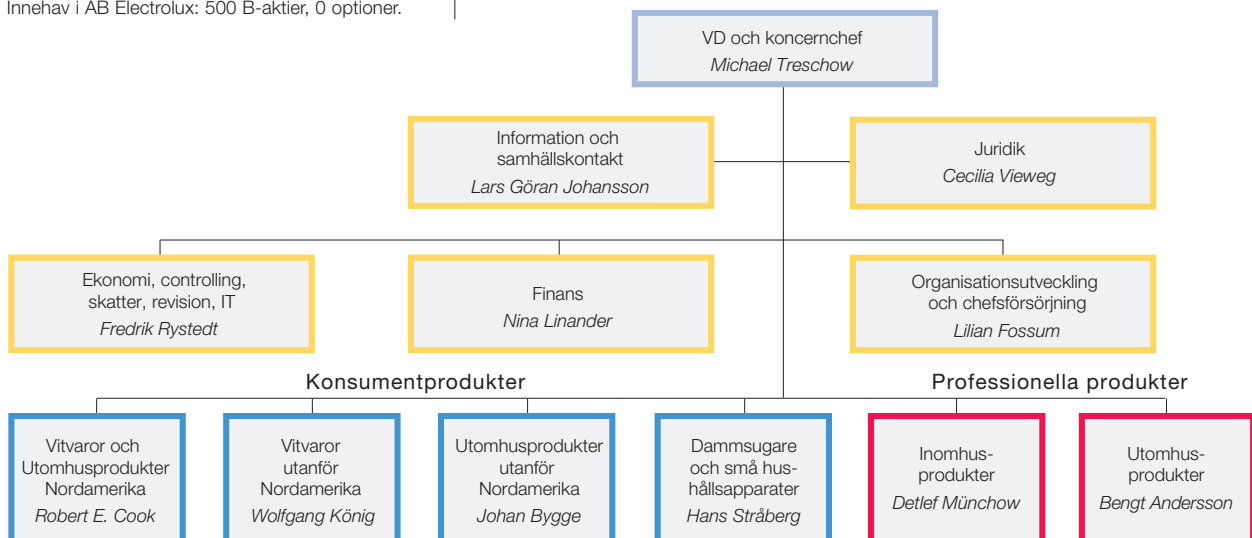 Innehav i AB Electrolux: 500 B-aktier, 0 optioner.
VD och koncernchef
Michael Treschow
Information och
samhällskontakt
Lars Göran Johansson
Juridik
Cecilia Vieweg
Ekonomi, controlling,
skatter, revision, IT
Fredrik Rystedt
Finans
Nina Linander
Organisationsutveckling
och chefsförsörjning
Lilian Fossum
Konsumentprodukter
Professionella produkter
Vitvaror och
Utomhusprodukter
Nordamerika
Robert E. Cook
Vitvaror
utanför
Nordamerika
Wolfgang König
Utomhusprodukter
utanför
Nordamerika
Johan Bygge
Dammsugare
och små hus-
hållsapparater
Hans Stråberg
Inomhus-
produkter
Detlef Münchow
Utomhus-
produkter
Bengt Andersson